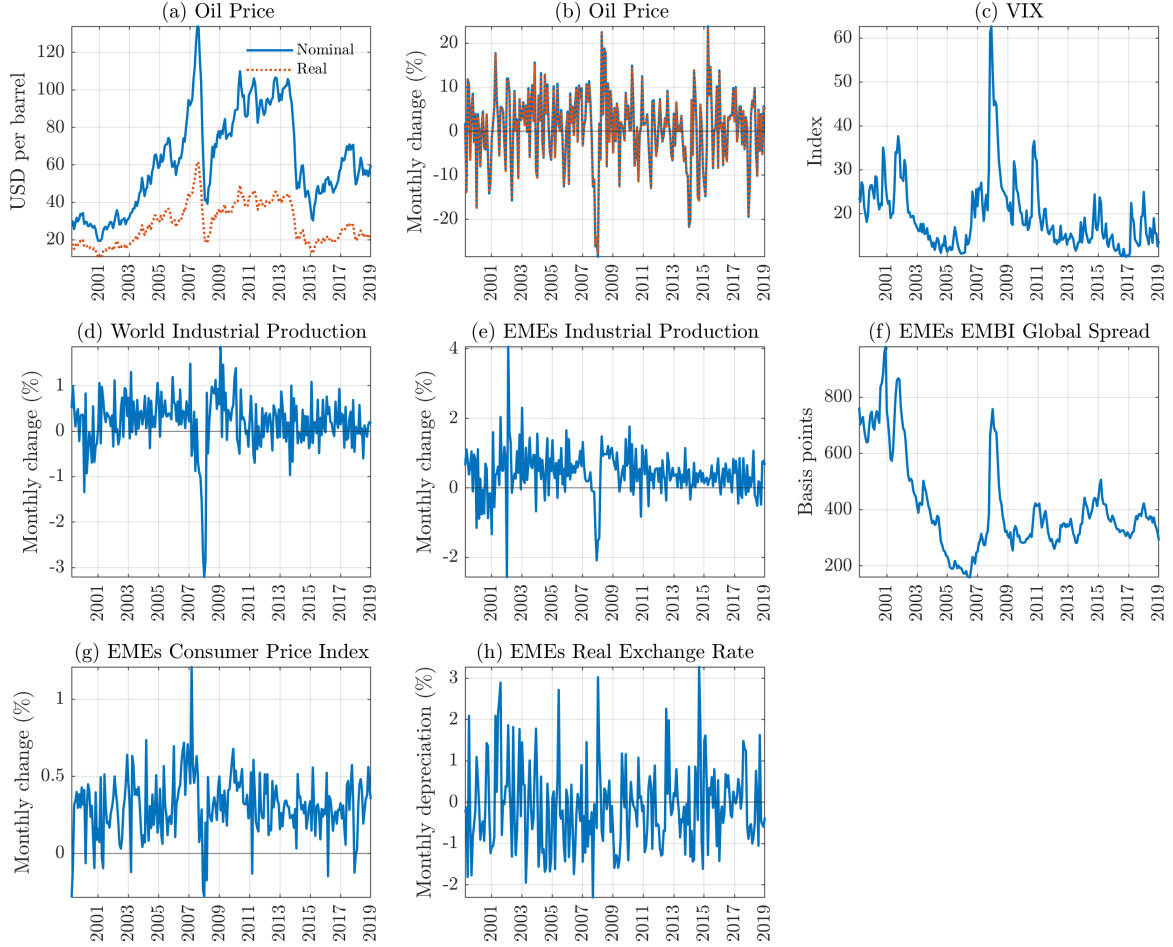 (a) Oil Price
USD per barrel
120
100
80
60
40
20
Nominal
Real
2001 2003 2005 2007 2009 2011 2013 2015 2017 2019
(b) Oil Price
Monthly change (%)
20
10
0
-10
-20
2001 2003 2005 2007 2009 2011 2013 2015 2017 2019
(c) VIX
Index
60
50
40
30
20
2001 2003 2005 2007 2009 2011 2013 2015 2017 2019
(d) World Industrial Production
Monthly change (%)
1
0
-1
-2
-3
2001 2003 2005 2007 2009 2011 2013 2015 2017 2019
(e) EMEs Industrial Production
Monthly change (%)
4
2
0
-2
2001 2003 2005 2007 2009 2011 2013 2015 2017 2019
(f) EMEs EMBI Global Spread
Basis points
800
600
400
200
2001 2003 2005 2007 2009 2011 2013 2015 2017 2019
(g) EMEs Consumer Price Index
Monthly change (%)
1
0.5
0
2001 2003 2005 2007 2009 2011 2013 2015 2017 2019
(h) EMEs Real Exchange Rate
Monthly depreciation (%)
3
2
1
0
-1
-2
2001 2003 2005 2007 2009 2011 2013 2015 2017 2019